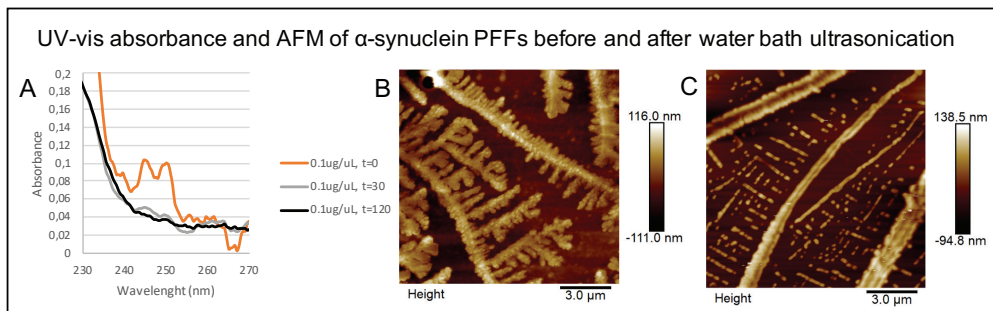 UV-vis absorbance and AFM of α-synuclein PFFs before and after water bath ultrasonication
A
0,2
0,18
0,16
0,14
0,12
0,1
0,08
0,06
0,04
0,02
0
Absorbance
230 240 250 260 270
Wavelenght (nm)
0.1ug/uL, t=0
0.1ug/uL, t=30
0.1ug/uL, t=120
B
116.0 nm
-111.0 nm
Height
3.0 µm
C
138.5 nm
-94.8 nm
Height
3.0 µm